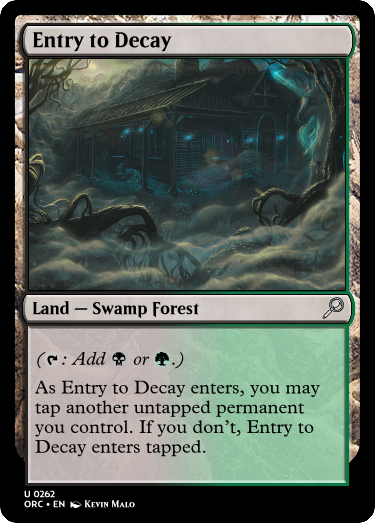 Entry to Decay
Land — Swamp Forest
(: Add or .)
As Entry to Decay enters, you may
tap another untapped permanent
you control. If you don't, Entry to
Decay enters tapped.
U 0262
ORC • EN Kevin Malo